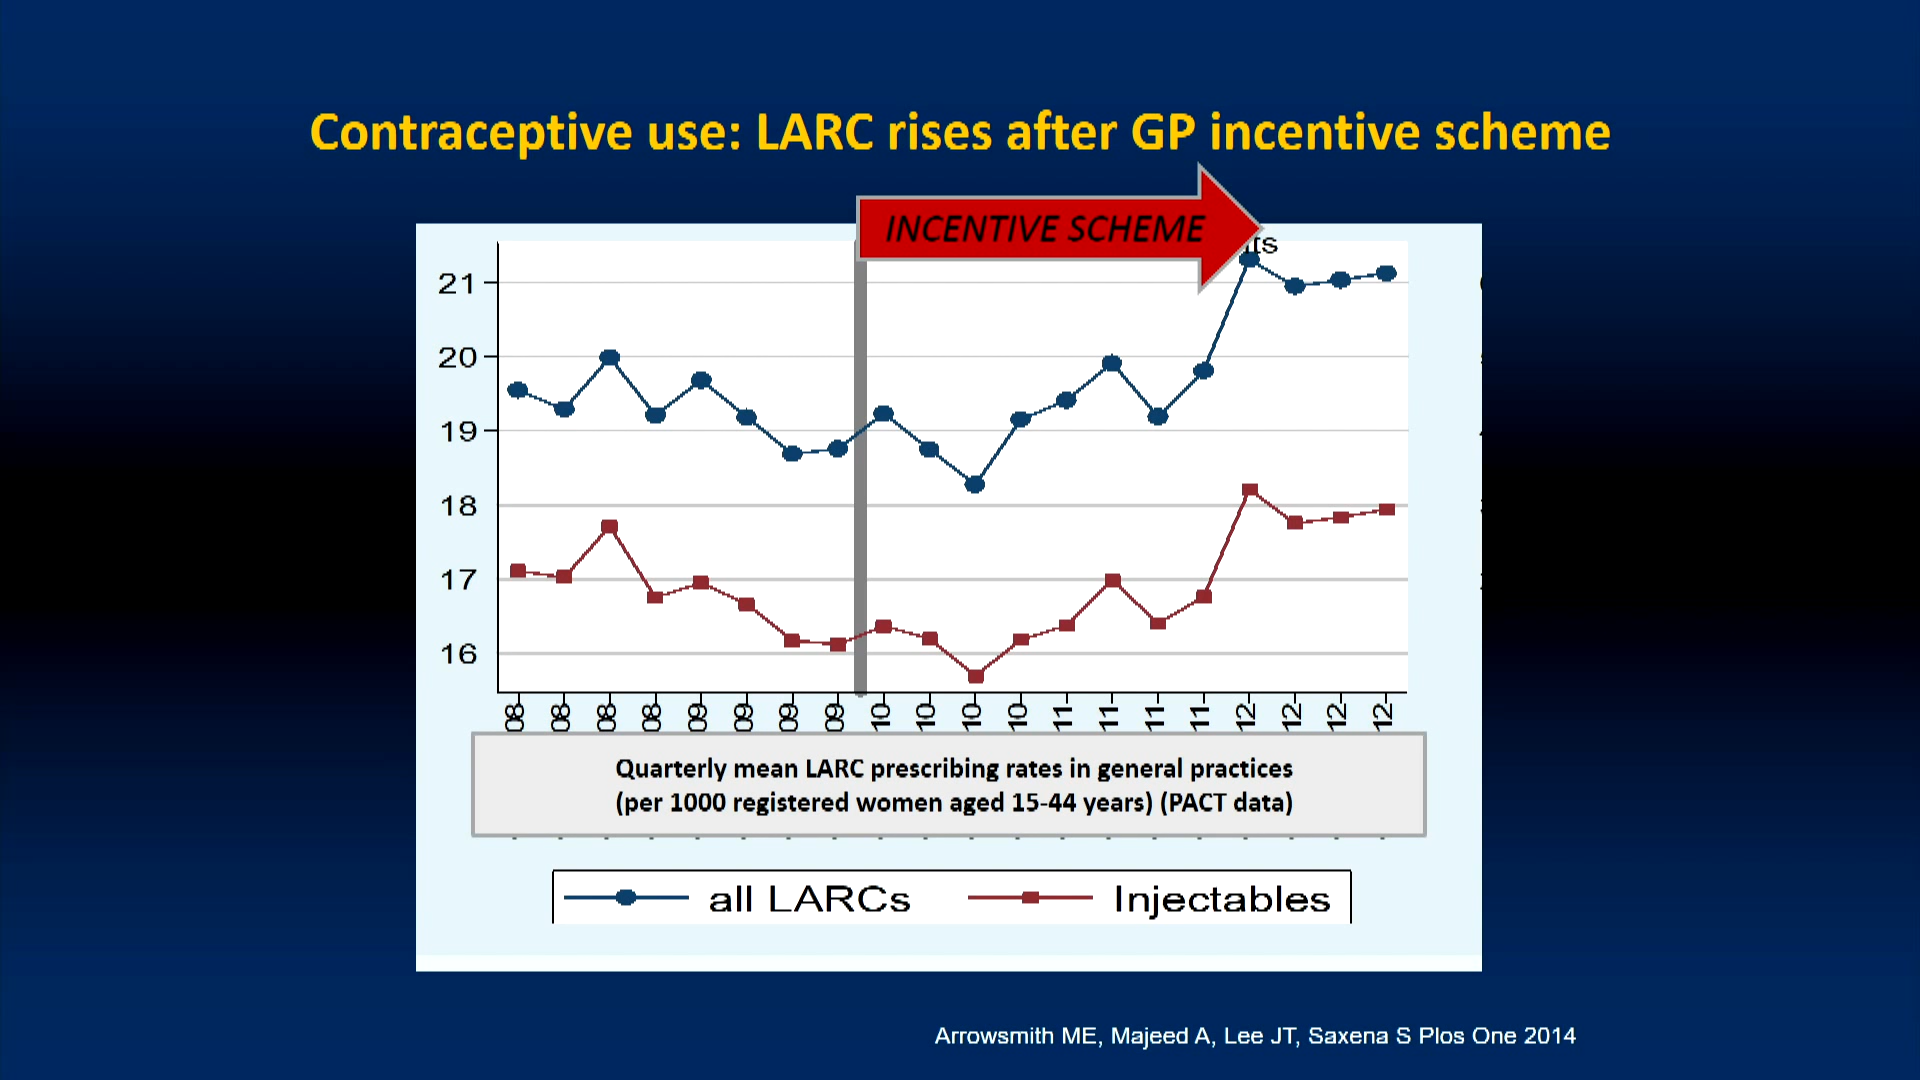 Contraceptive use: LARC rises after GP incentive scheme
INCENTIVE SCHEME
21
20
19
18
17
16
08- 08- 08- 08- 09- 09- 09- 09- 10- 10- 10- 10- 11- 11- 11- 11- 12- 12- 12- 12-
Quarterly mean LARC prescribing rates in general practices
(per 1000 registered women aged 15-44 years) (PACT data)
all LARCs Injectables
Arrowsmith ME, Majeed A, Lee JT, Saxena S Plos One 2014